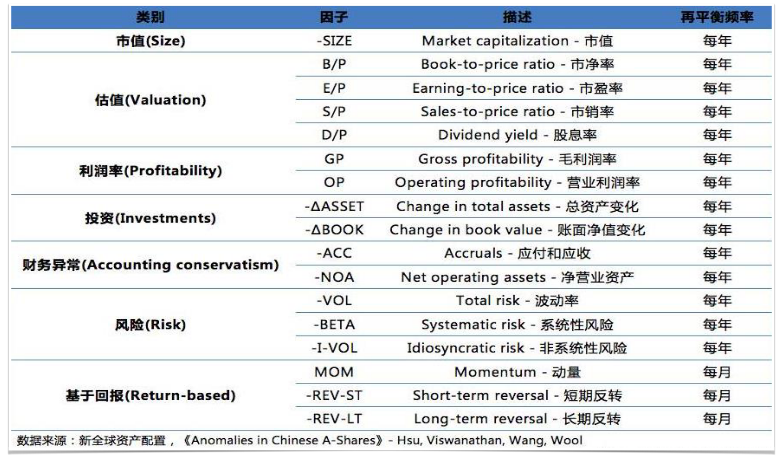 类别 因子 描述 再平衡频率
市值(Size) -SIZE Market capitalization - 市值 每年
B/P Book-to-price ratio - 市净率 每年
估值(Valuation) E/P Earning-to-price ratio - 市盈率 每年
S/P Sales-to-price ratio - 市销率 每年
D/P Dividend yield - 股息率 每年
利润率(Profitability) GP Gross profitability - 毛利润率 每年
OP Operating profitability - 营业利润率 每年
投资(Investments) -ΔASSET Change in total assets - 总资产变化 每年
-ΔBOOK Change in book value - 账面净值变化 每年
财务异常(Accounting conservatism) -ACC Accruals - 应付和应收 每年
-NOA Net operating assets - 净营业资产 每年
-VOL Total risk - 波动率 每年
风险(Risk) -BETA Systematic risk - 系统性风险 每年
-I-VOL Idiosyncratic risk - 非系统性风险 每年
MOM Momentum - 动量 每月
基于回报(Return-based) -REV-ST Short-term reversal - 短期反转 每月
-REV-LT Long-term reversal - 长期反转 每月
数据来源：新全球资产配置，《Anomalies in Chinese A-Shares》- Hsu, Viswanathan, Wang, Wool